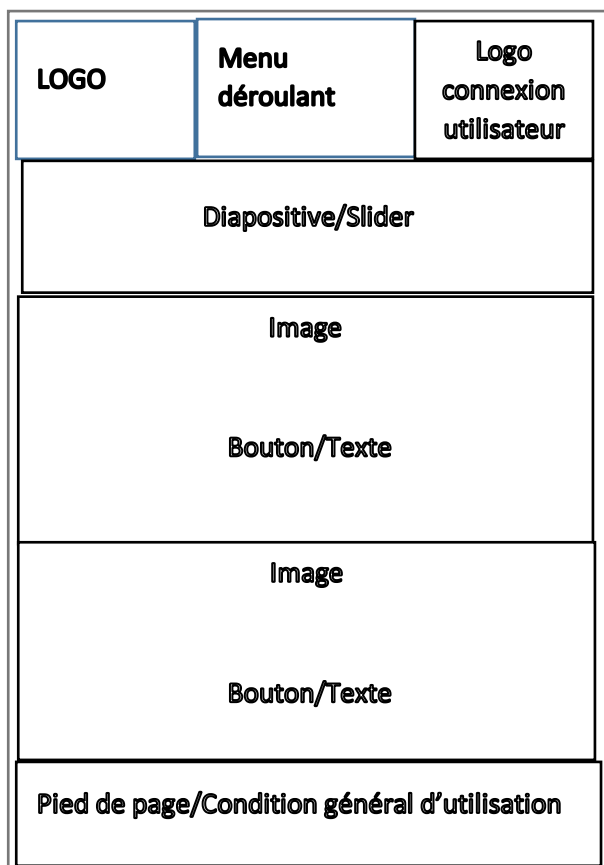 LOGO
Menu
déroulant
Logo
connexion
utilisateur
Diapositive/Slider
Image
Bouton/Texte
Image
Bouton/Texte
Pied de page/Condition général d’utilisation